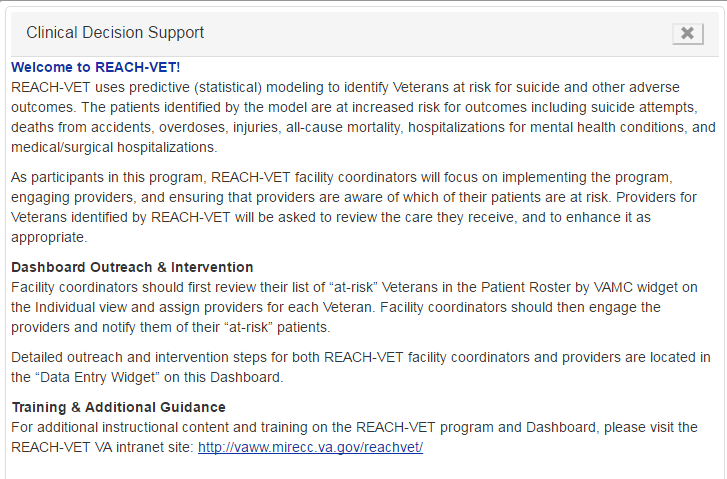 Clinical Decision Support
Welcome to REACH-VET!
REACH-VET uses predictive (statistical) modeling to identify Veterans at risk for suicide and other adverse
outcomes. The patients identified by the model are at increased risk for outcomes including suicide attempts,
deaths from accidents, overdoses, injuries, all-cause mortality, hospitalizations for mental health conditions, and
medical/surgical hospitalizations.
As participants in this program, REACH-VET facility coordinators will focus on implementing the program,
engaging providers, and ensuring that providers are aware of which of their patients are at risk. Providers for
Veterans identified by REACH-VET will be asked to review the care they receive, and to enhance it as
appropriate.
Dashboard Outreach & Intervention
Facility coordinators should first review their list of “at-risk” Veterans in the Patient Roster by VAMC widget on
the Individual view and assign providers for each Veteran. Facility coordinators should then engage the
providers and notify them of their “at-risk” patients.
Detailed outreach and intervention steps for both REACH-VET facility coordinators and providers are located in
the “Data Entry Widget” on this Dashboard.
Training & Additional Guidance
For additional instructional content and training on the REACH-VET program and Dashboard, please visit the
REACH-VET VA intranet site: http://vaww.mirecc.va.gov/reachvet/